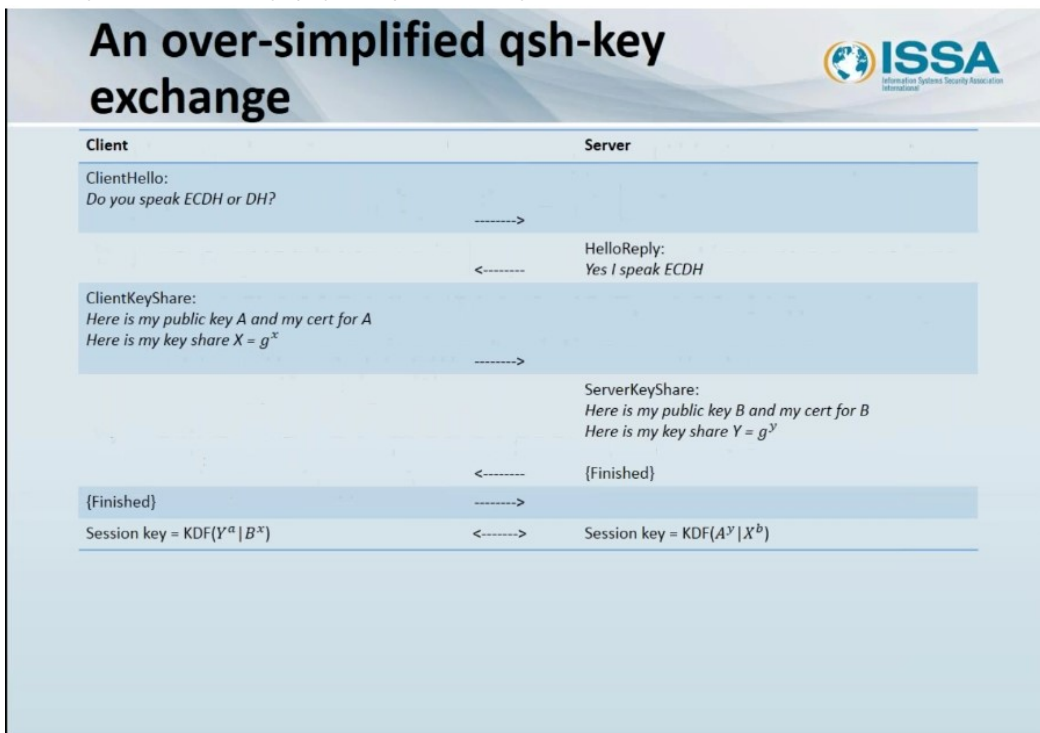 An over-simplified qsh-key
exchange
ISSA
Information Systems Security Association
International
Client Server
ClientHello:
Do you speak ECDH or DH?
-------->
HelloReply:
<-------- Yes I speak ECDH
ClientKeyShare:
Here is my public key A and my cert for A
Here is my key share X = g^x
-------->
ServerKeyShare:
Here is my public key B and my cert for B
Here is my key share Y = g^y
<-------- {Finished}
{Finished} -------->
Session key = KDF(Y^a|B^x) <-------> Session key = KDF(A^y|X^b)